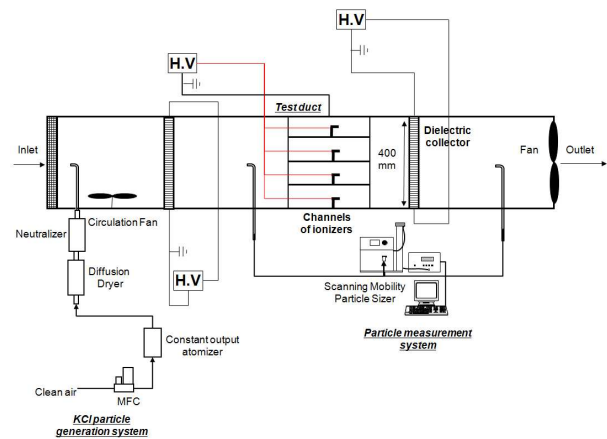 H.V
H.V
Test duct
Inlet
400
mm
Dielectric
collector
Fan
Outlet
Circulation Fan
Neutralizer
Channels
of ionizers
Diffusion
Dryer
H.V
Scanning Mobility
Particle Sizer
Particle measurement
system
Constant output
atomizer
Clean air
MFC
KCl particle
generation system